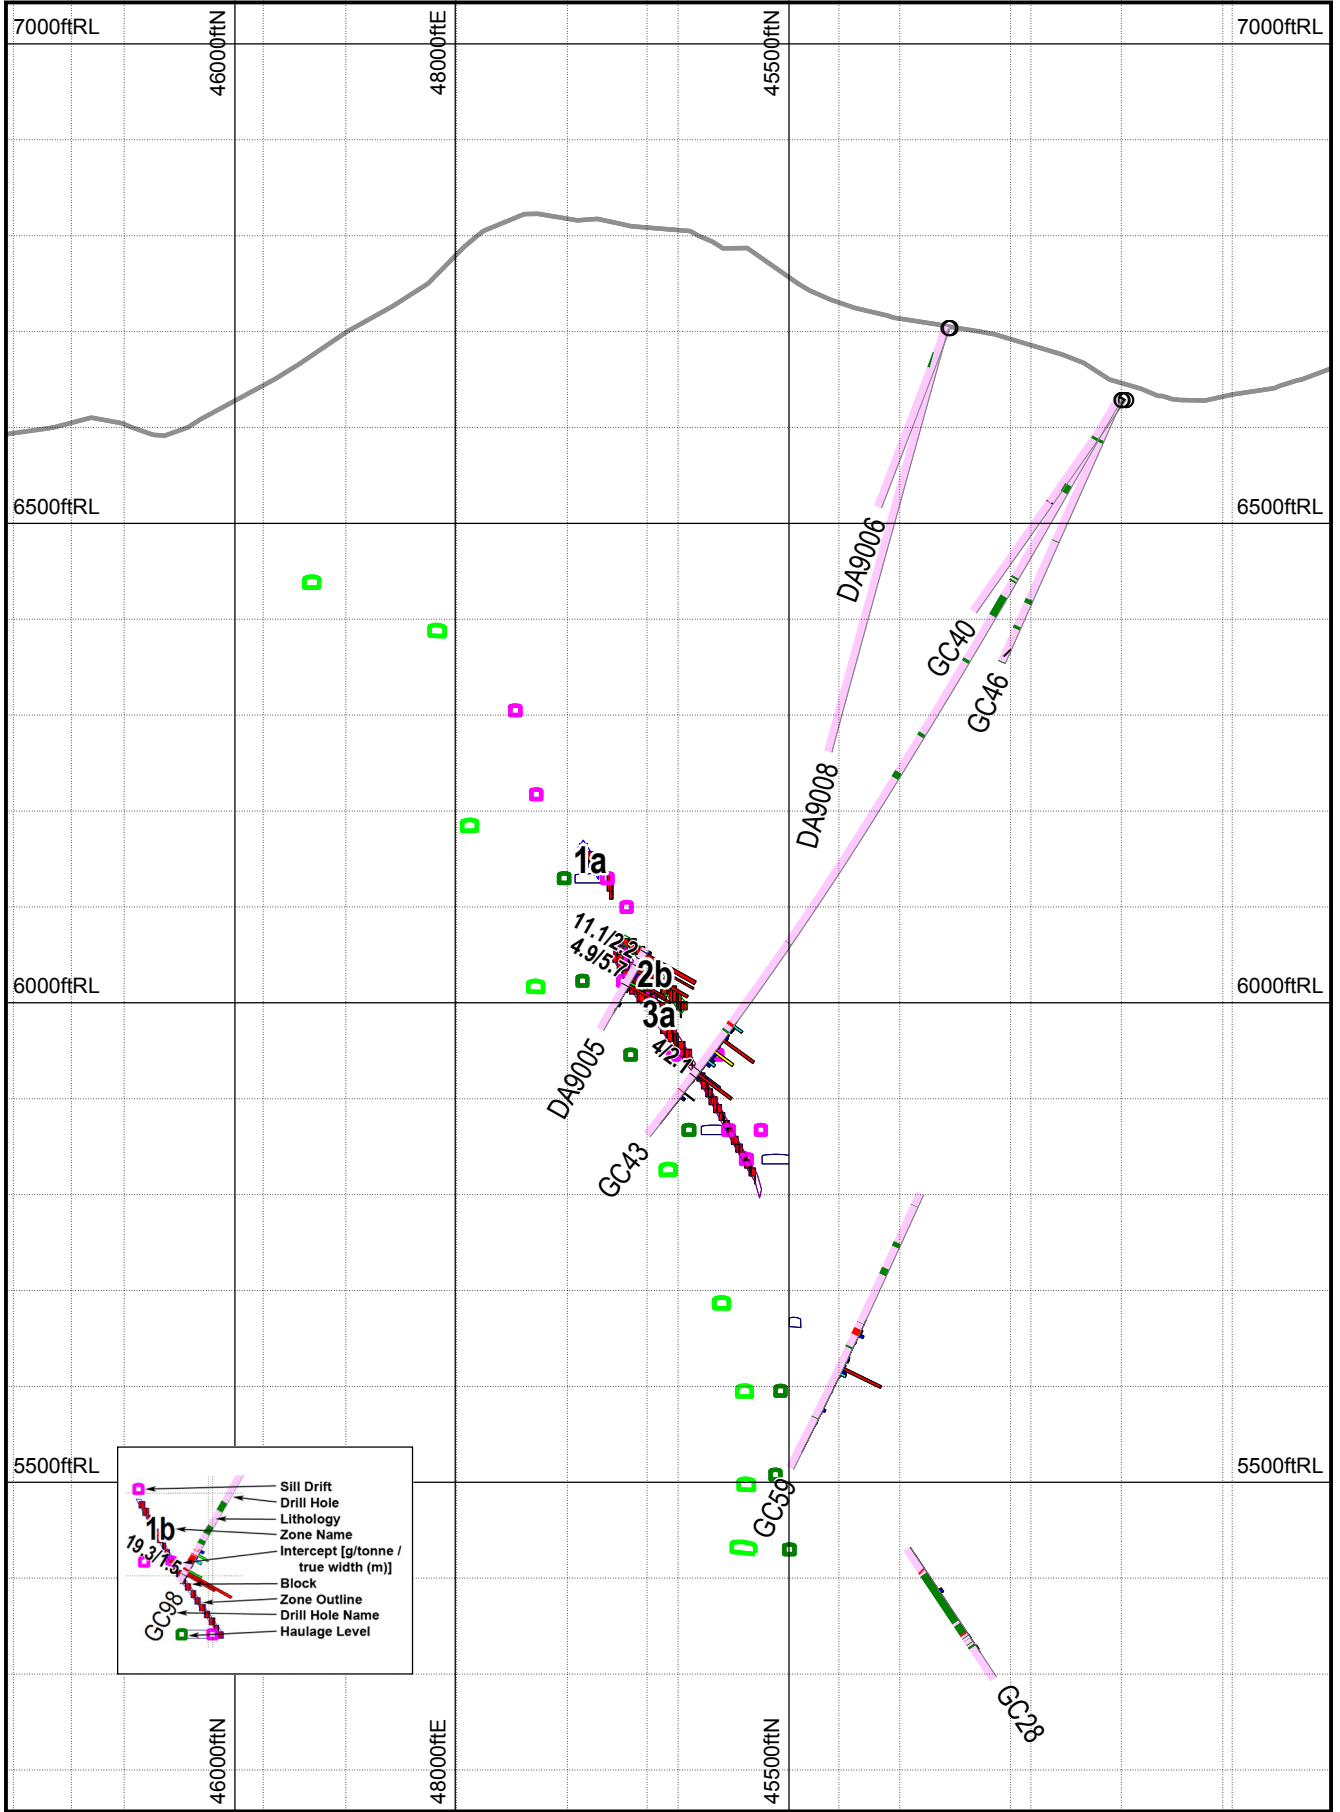 7000ftRL
46000ftN
48000ftE
45500ftN
7000ftRL
6500ftRL
6500ftRL
DA9006
GC40
GC46
DA9008
1a
11.1/2.2
4.9/5.7
2b
6000ftRL
6000ftRL
3a
4/2.1
DA9005
GC43
5500ftRL
5500ftRL
GC59
Sill Drift
Drill Hole
Lithology
1b
Zone Name
19.3/1.5
Intercept [g/tonne /
true width (m)]
Block
Zone Outline
GC98
Drill Hole Name
Haulage Level
GC28
46000ftN
48000ftE
45500ftN